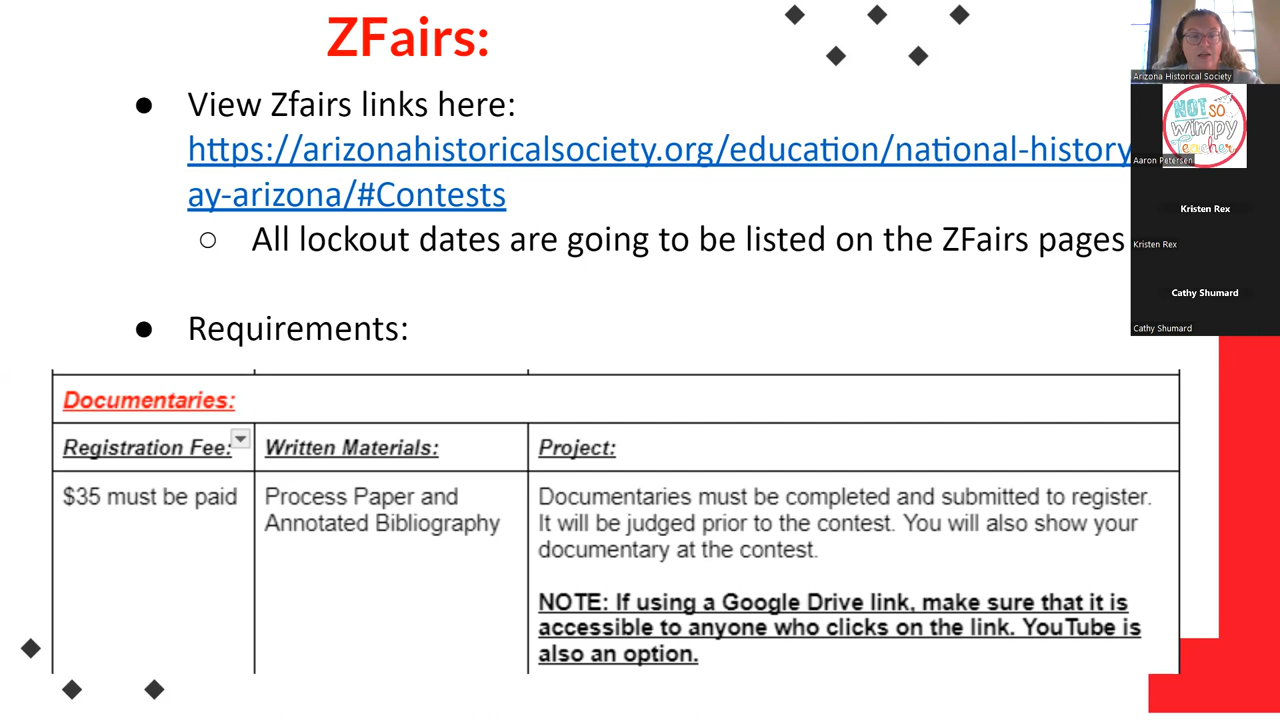 ZFairs:
● View Zfairs links here:
https://arizonahistoricalsociety.org/education/national-history
ay-arizona/#Contests
○ All lockout dates are going to be listed on the ZFairs pages
● Requirements:
Documentaries:
Registration Fee:
Written Materials:
Project:
$35 must be paid
Process Paper and
Annotated Bibliography
Documentaries must be completed and submitted to register.
It will be judged prior to the contest. You will also show your
documentary at the contest.
NOTE: If using a Google Drive link, make sure that it is
accessible to anyone who clicks on the link. YouTube is
also an option.
Arizona Historical Society
NOT SO
wimpy
Teacher
Aaron Petersen
Kristen Rex
Kristen Rex
Cathy Shumard
Cathy Shumard